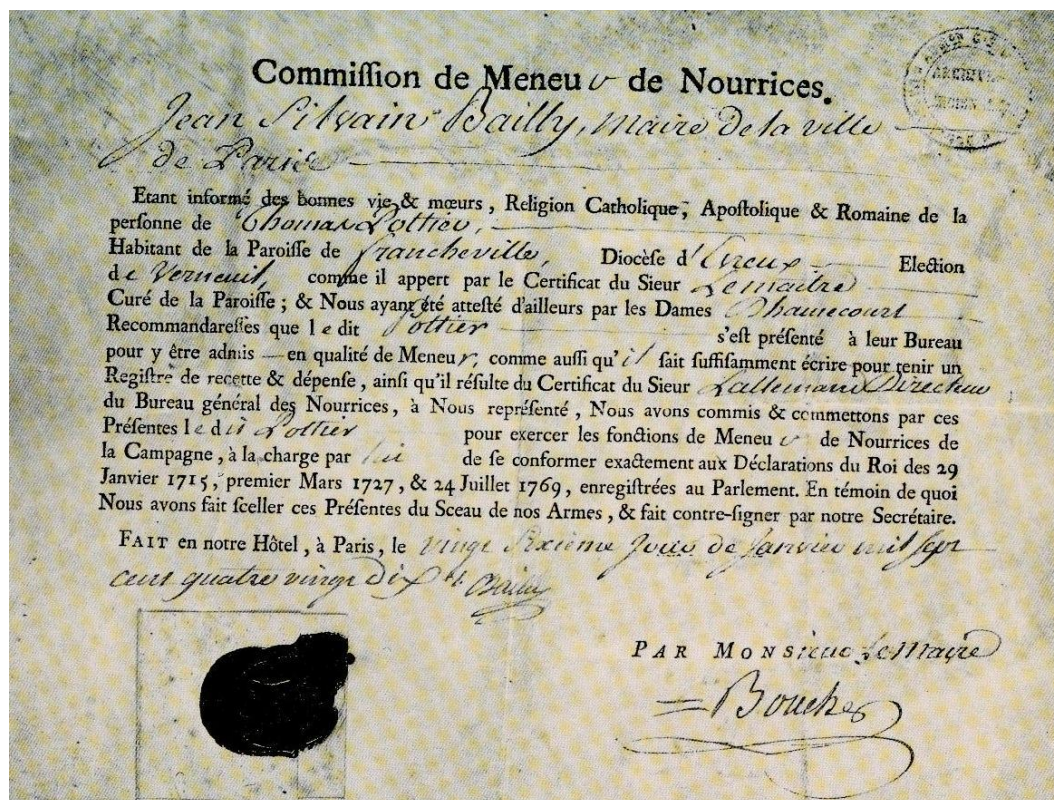 Commiſſion de Meneur de Nourrices.
Jean Silvain Bailly, Maire de la ville
de Paris
Etant informé des bonnes vie & mœurs, Religion Catholique, Apoſtolique & Romaine de la
perſonne de Thomas Pottier,
Habitant de la Paroiſſe de francheville, Diocèſe d'Evreux Election
de Verneuil, comme il appert par le Certificat du Sieur Lemaitre
Curé de la Paroiſſe; & Nous ayant été atteſté d'ailleurs par les Dames
Recommandareſſes que le dit Pottier s'eſt préſenté à leur Bureau
pour y être admis en qualité de Meneur, comme auſſi qu'il ſait ſuffiſamment écrire pour tenir un
Regiſtre de recette & dépenſe, ainſi qu'il réſulte du Certificat du Sieur Lallemand Directeur
du Bureau général des Nourrices, à Nous repréſenté, Nous avons commis & commettons par ces
Préſentes le dit Pottier pour exercer les fonctions de Meneur de Nourrices de
la Campagne, à la charge par lui de ſe conformer exactement aux Déclarations du Roi des 29
Janvier 1715, premier Mars 1727, & 24 Juillet 1769, enregiſtrées au Parlement. En témoin de quoi
Nous avons fait ſceller ces Préſentes du Sceau de nos Armes, & fait contre-ſigner par notre Secrétaire.
FAIT en notre Hôtel, à Paris, le vingt Sixième Jour de Janvier mil ſept
cent quatre vingt dix Bailly
PAR MONSieur Le Maire
Boucher
ARCHIVES